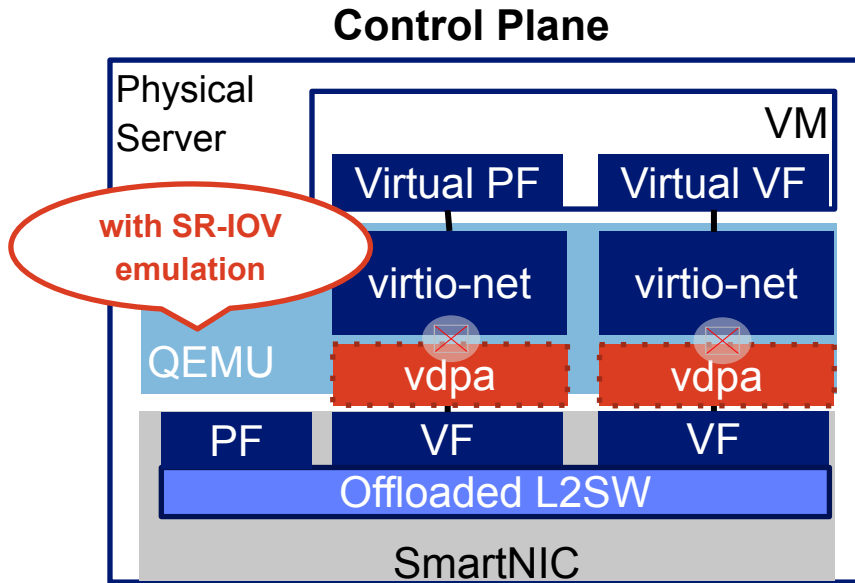 Control Plane
Physical
Server
VM
Virtual PF
Virtual VF
with SR-IOV
emulation
virtio-net
virtio-net
QEMU
vdpa
vdpa
PF
VF
VF
Offloaded L2SW
SmartNIC